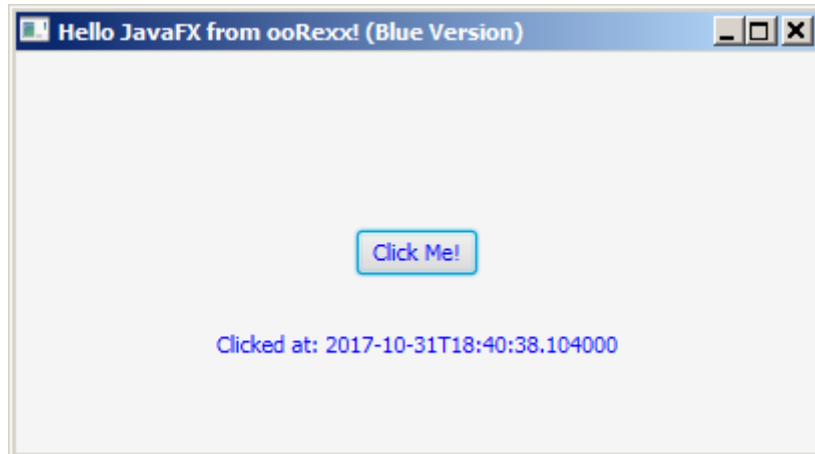 Hello JavaFX from ooRexx! (Blue Version)
Click Me!
Clicked at: 2017-10-31T18:40:38.104000